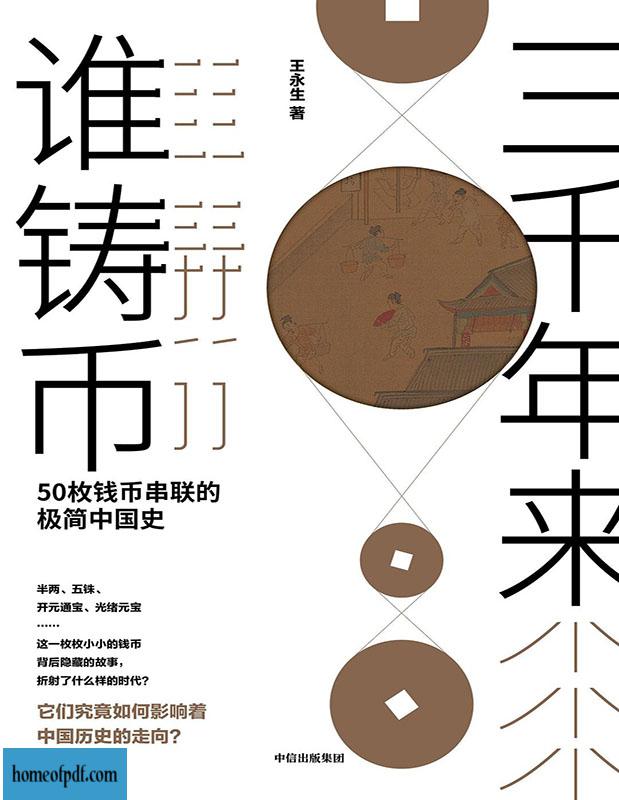 三千年来
谁铸币
王永生 著
50枚钱币串联的
极简中国史
半两、五铢、
开元通宝、光绪元宝
……
这一枚枚小小的钱币
背后隐藏的故事，
折射了什么样的时代？
它们究竟如何影响着
中国历史的走向？
中信出版集团
homeofpdf.com